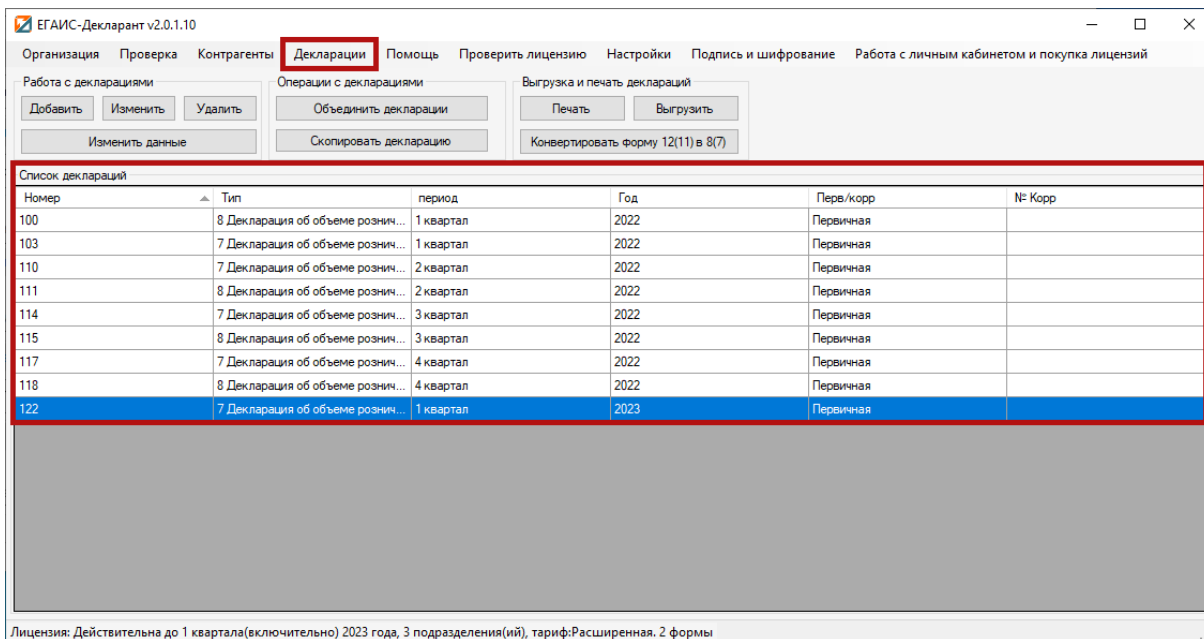 ЕГАИС-Декларант v2.0.1.10
Организация Проверка Контрагенты Декларации Помощь Проверить лицензию Настройки Подпись и шифрование Работа с личным кабинетом и покупка лицензий
Работа с декларациями Операции с декларациями Выгрузка и печать деклараций
Добавить Изменить Удалить Объединить декларации Печать Выгрузить
Изменить данные Скопировать декларацию Конвертировать форму 12(11) в 8(7)
Список деклараций
Номер Тип период Год Перв/корр № Корр
100 8 Декларация об объеме рознич... 1 квартал 2022 Первичная
103 7 Декларация об объеме рознич... 1 квартал 2022 Первичная
110 7 Декларация об объеме рознич... 2 квартал 2022 Первичная
111 8 Декларация об объеме рознич... 2 квартал 2022 Первичная
114 7 Декларация об объеме рознич... 3 квартал 2022 Первичная
115 8 Декларация об объеме рознич... 3 квартал 2022 Первичная
117 7 Декларация об объеме рознич... 4 квартал 2022 Первичная
118 8 Декларация об объеме рознич... 4 квартал 2022 Первичная
122 7 Декларация об объеме рознич... 1 квартал 2023 Первичная
Лицензия: Действительна до 1 квартала(включительно) 2023 года, 3 подразделения(ий), тариф:Расширенная. 2 формы